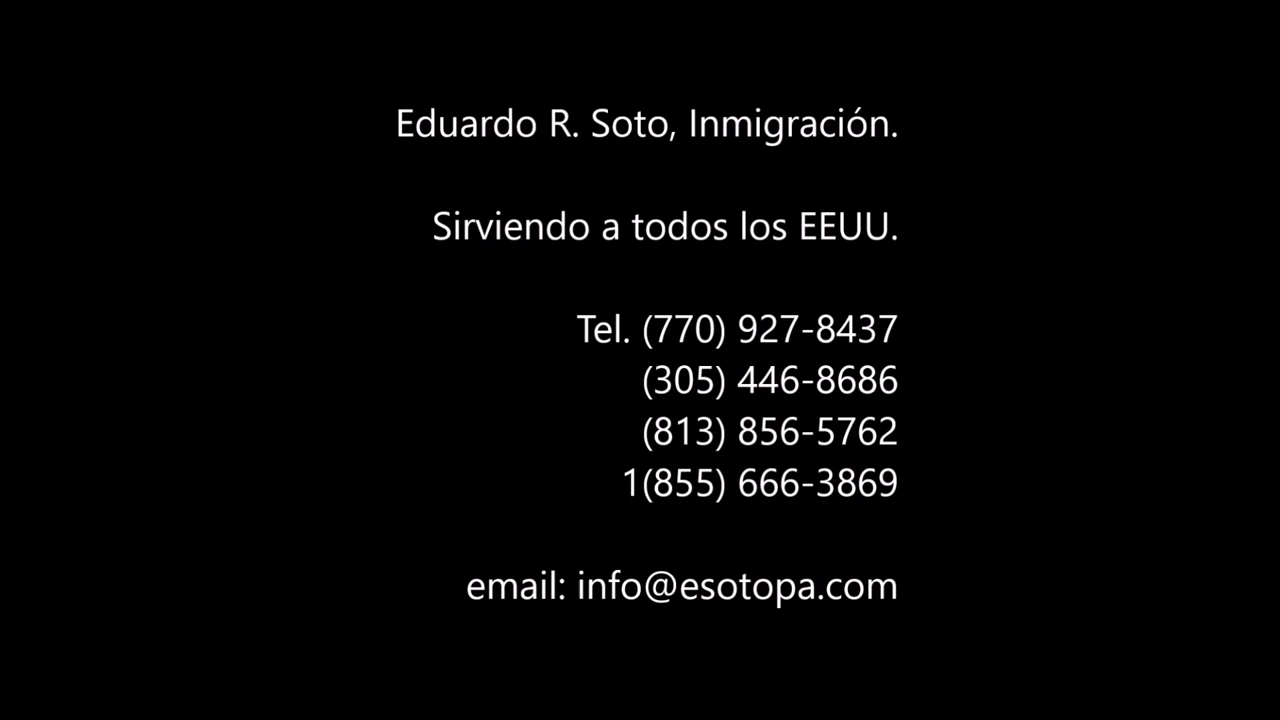 Eduardo R. Soto, Inmigración.
Sirviendo a todos los EEUU.
Tel. (770) 927-8437
(305) 446-8686
(813) 856-5762
1(855) 666-3869
email: info@esotopa.com